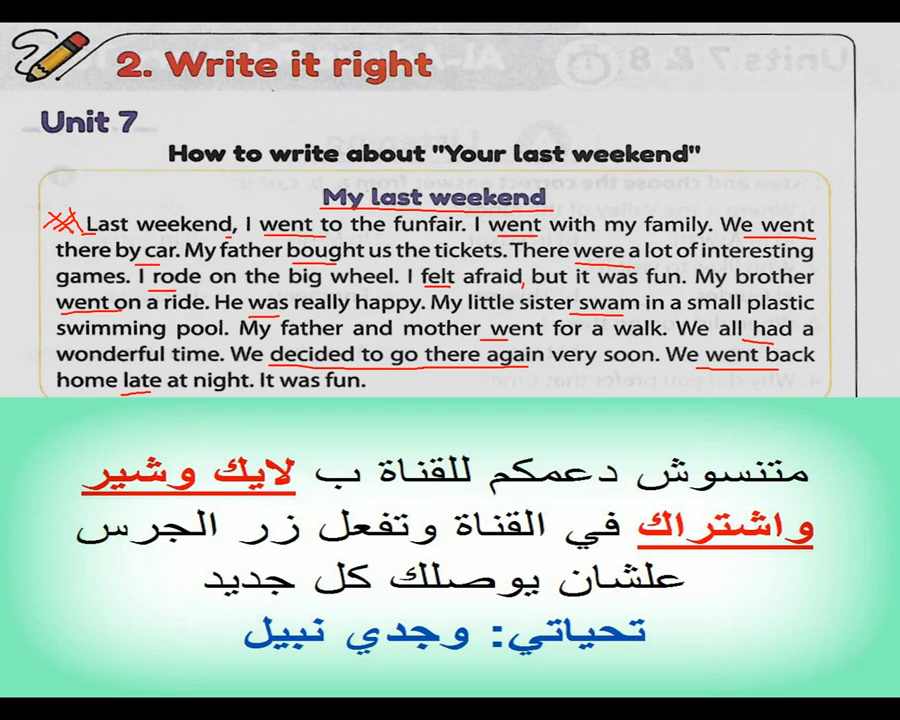 2. Write it right
Unit 7
How to write about "Your last weekend"
My last weekend
Last weekend, I went to the funfair. I went with my family. We went
there by car. My father bought us the tickets. There were a lot of interesting
games. I rode on the big wheel. I felt afraid, but it was fun. My brother
went on a ride. He was really happy. My little sister swam in a small plastic
swimming pool. My father and mother went for a walk. We all had a
wonderful time. We decided to go there again very soon. We went back
home late at night. It was fun.
متنسوش دعمكم للقناة ب لايك وشير
واشتراك في القناة وتفعل زر الجرس
علشان يوصلك كل جديد
تحياتي: وجدي نبيل